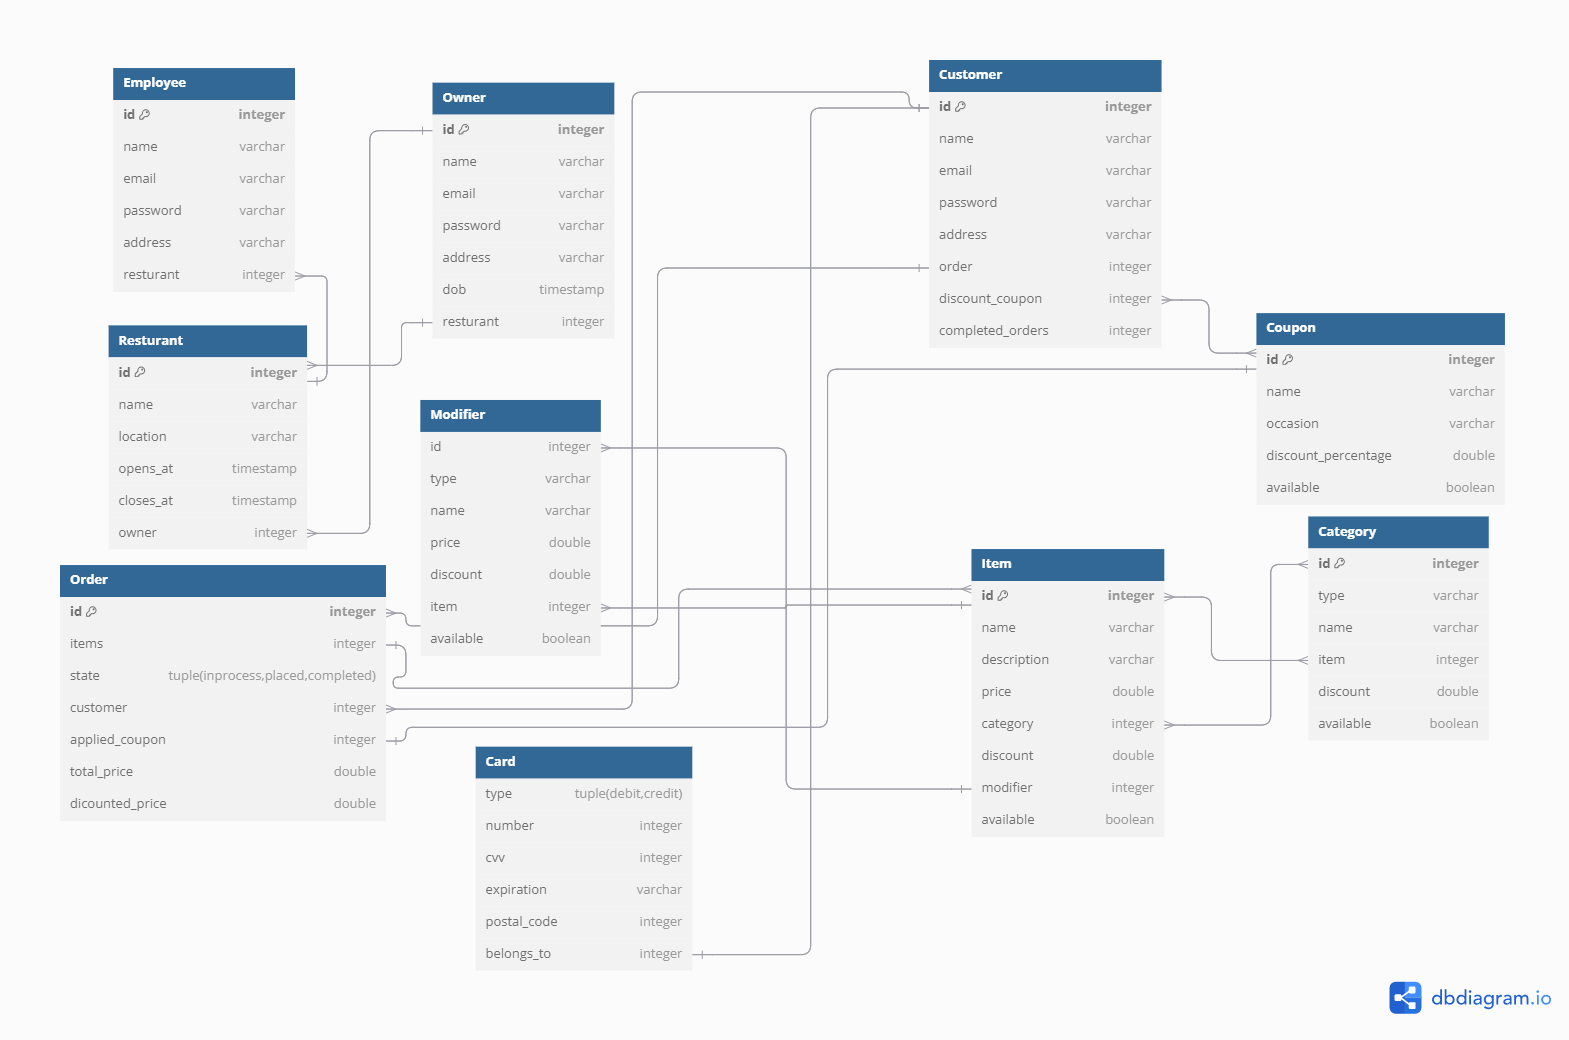 Employee
id integer
name varchar
email varchar
password varchar
address varchar
resturant integer
Owner
id integer
name varchar
email varchar
password varchar
address varchar
dob timestamp
resturant integer
Customer
id integer
name varchar
email varchar
password varchar
address varchar
order integer
discount_coupon integer
completed_orders integer
Resturant
id integer
name varchar
location varchar
opens_at timestamp
closes_at timestamp
owner integer
Modifier
id integer
type varchar
name varchar
price double
discount double
item integer
available boolean
Coupon
id integer
name varchar
occasion varchar
discount_percentage double
available boolean
Order
id integer
items integer
state tuple(inprocess,placed,completed)
customer integer
applied_coupon integer
total_price double
dicounted_price double
Item
id integer
name varchar
description varchar
price double
category integer
discount double
modifier integer
available boolean
Category
id integer
type varchar
name varchar
item integer
discount double
available boolean
Card
type tuple(debit,credit)
number integer
cvv integer
expiration varchar
postal_code integer
belongs_to integer
dbdiagram.io